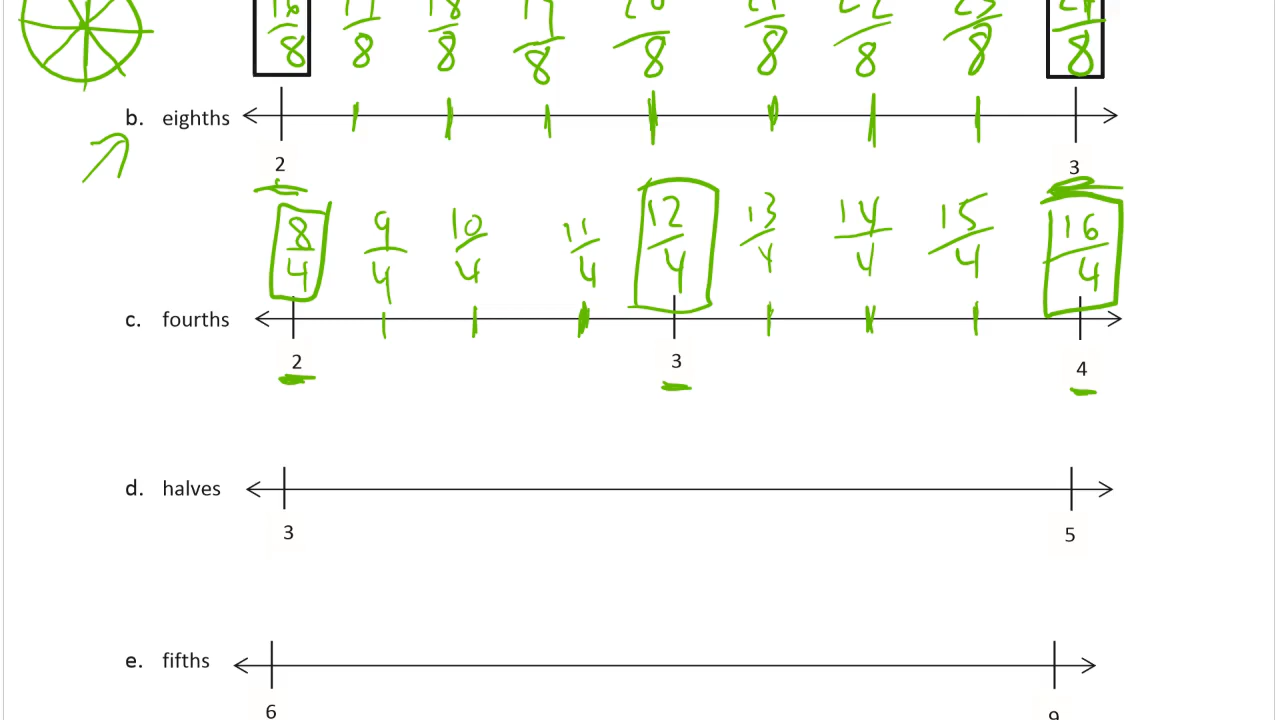 16/8 17/8 18/8 19/8 20/8 21/8 22/8 23/8 24/8
b. eighths
2 3
8/4 9/4 10/4 11/4 12/4 13/4 14/4 15/4 16/4
c. fourths
2 3 4
d. halves
3 5
e. fifths
6 9